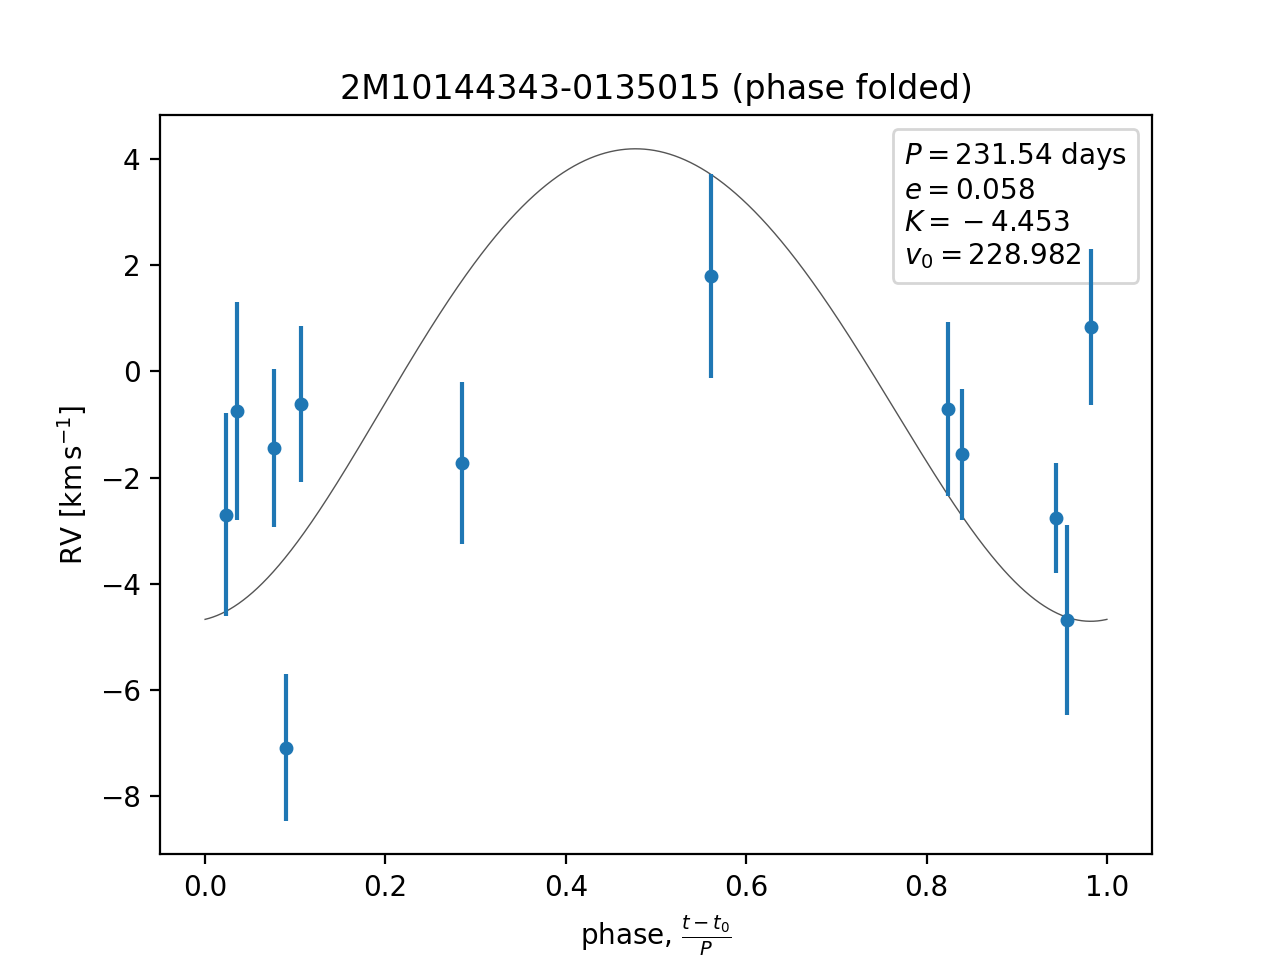 2M10144343-0135015 (phase folded)
P = 231.54 days
e = 0.058
K = −4.453
v₀ = 228.982
RV [km s⁻¹]
4
2
0
−2
−4
−6
−8
0.0 0.2 0.4 0.6 0.8 1.0
phase, (t − t₀)/P